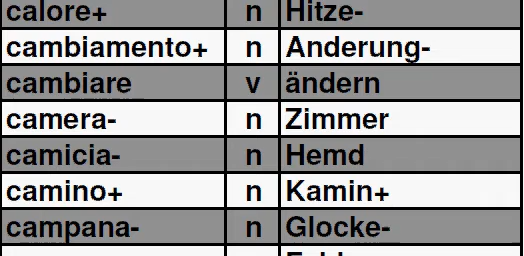 calore+ n Hitze-
cambiamento+ n Anderung-
cambiare v ändern
camera- n Zimmer
camicia- n Hemd
camino+ n Kamin+
campana- n Glocke-